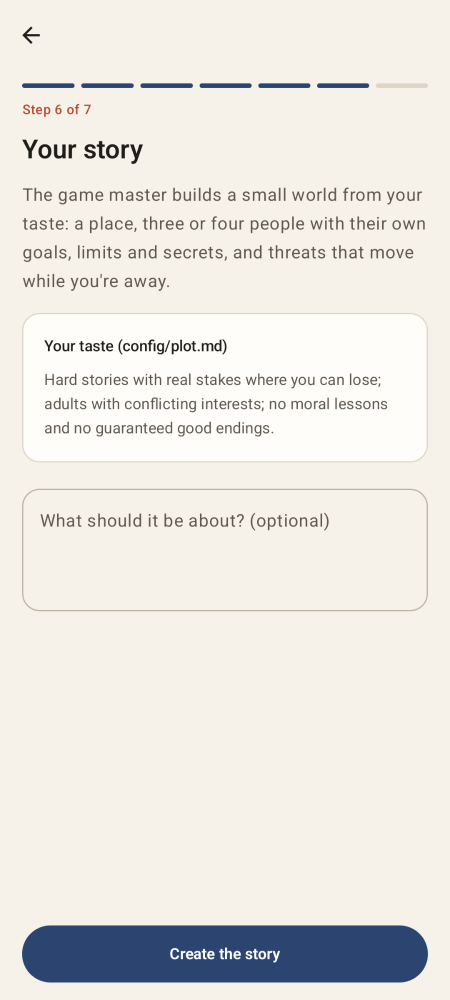 Step 6 of 7
Your story
The game master builds a small world from your
taste: a place, three or four people with their own
goals, limits and secrets, and threats that move
while you're away.
Your taste (config/plot.md)
Hard stories with real stakes where you can lose;
adults with conflicting interests; no moral lessons
and no guaranteed good endings.
What should it be about? (optional)
Create the story